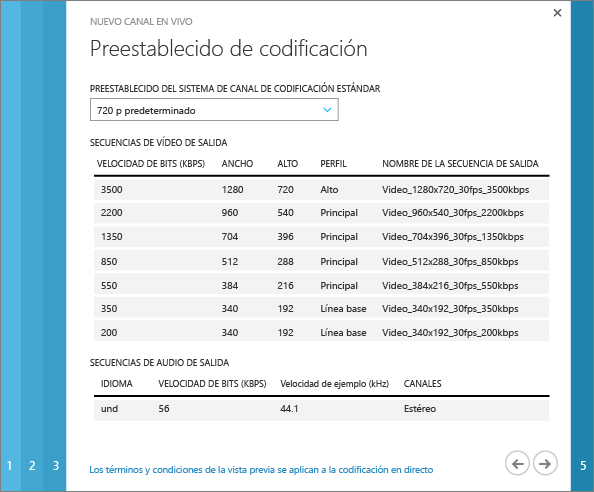 NUEVO CANAL EN VIVO
Preestablecido de codificación
PREESTABLECIDO DEL SISTEMA DE CANAL DE CODIFICACIÓN ESTÁNDAR
720 p predeterminado
SECUENCIAS DE VÍDEO DE SALIDA
VELOCIDAD DE BITS (KBPS) ANCHO ALTO PERFIL NOMBRE DE LA SECUENCIA DE SALIDA
3500 1280 720 Alto Video_1280x720_30fps_3500kbps
2200 960 540 Principal Video_960x540_30fps_2200kbps
1350 704 396 Principal Video_704x396_30fps_1350kbps
850 512 288 Principal Video_512x288_30fps_850kbps
550 384 216 Principal Video_384x216_30fps_550kbps
350 340 192 Línea base Video_340x192_30fps_350kbps
200 340 192 Línea base Video_340x192_30fps_200kbps
SECUENCIAS DE AUDIO DE SALIDA
IDIOMA VELOCIDAD DE BITS (KBPS) Velocidad de ejemplo (kHz) CANALES
und 56 44.1 Estéreo
1 2 3 Los términos y condiciones de la vista previa se aplican a la codificación en directo 5